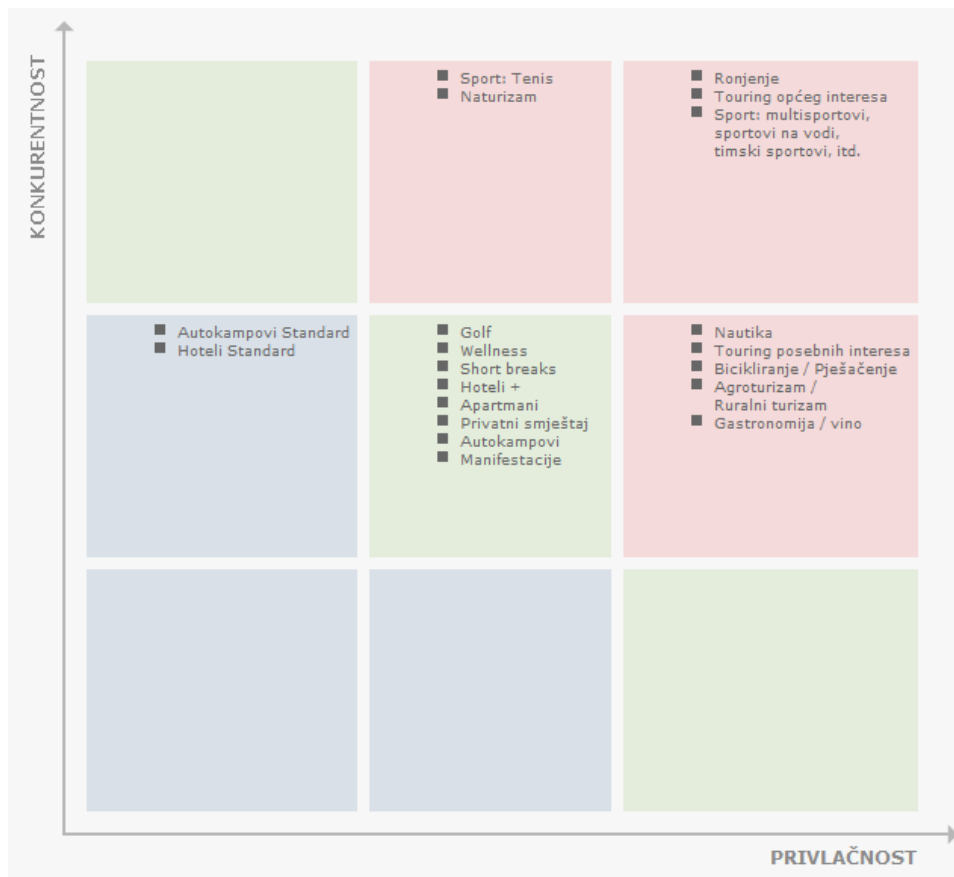 KONKURENTNOST
Sport: Tenis
Naturizam
Ronjenje
Touring općeg interesa
Sport: multisportovi,
sportovi na vodi,
timski sportovi, itd.
Autokampovi Standard
Hoteli Standard
Golf
Wellness
Short breaks
Hoteli +
Apartmani
Privatni smještaj
Autokampovi
Manifestacije
Nautika
Touring posebnih interesa
Bicikliranje / Pješačenje
Agroturizam /
Ruralni turizam
Gastronomija / vino
PRIVLAČNOST